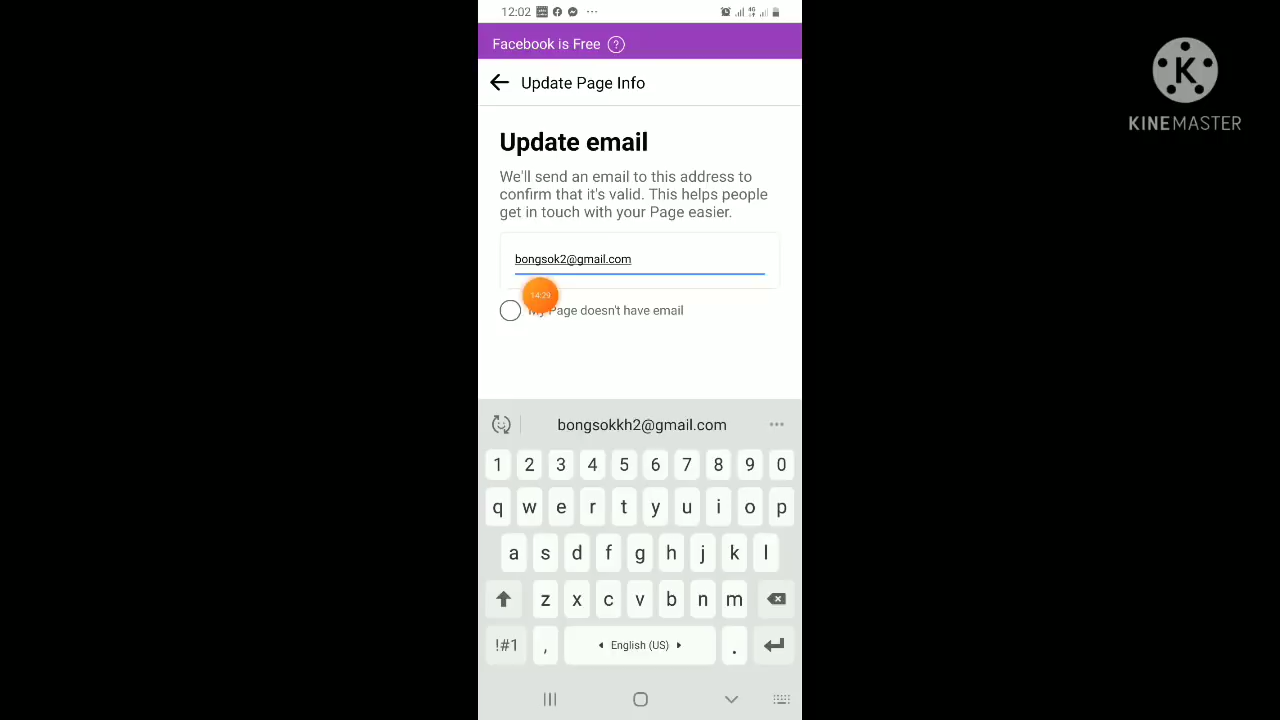 12:02
Facebook is Free ?
KINEMASTER
Update Page Info
Update email
We'll send an email to this address to
confirm that it's valid. This helps people
get in touch with your Page easier.
bongsok2@gmail.com
14:29
My Page doesn't have email
bongsokkh2@gmail.com
1 2 3 4 5 6 7 8 9 0
q w e r t y u i o p
a s d f g h j k l
z x c v b n m
!#1 , English (US) .